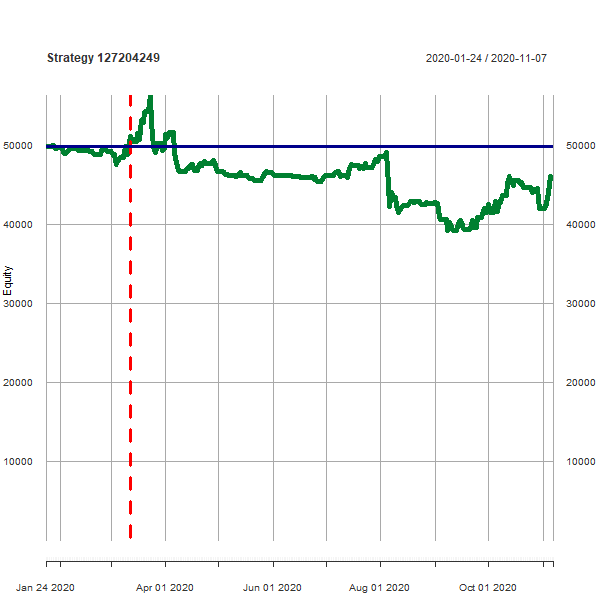 Strategy 127204249
2020-01-24 / 2020-11-07
50000
50000
40000
40000
Equity
30000
30000
20000
20000
10000
10000
Jan 24 2020
Apr 01 2020
Jun 01 2020
Aug 01 2020
Oct 01 2020